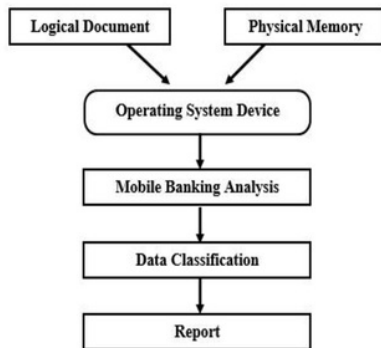 Logical Document
Physical Memory
Operating System Device
Mobile Banking Analysis
Data Classification
Report